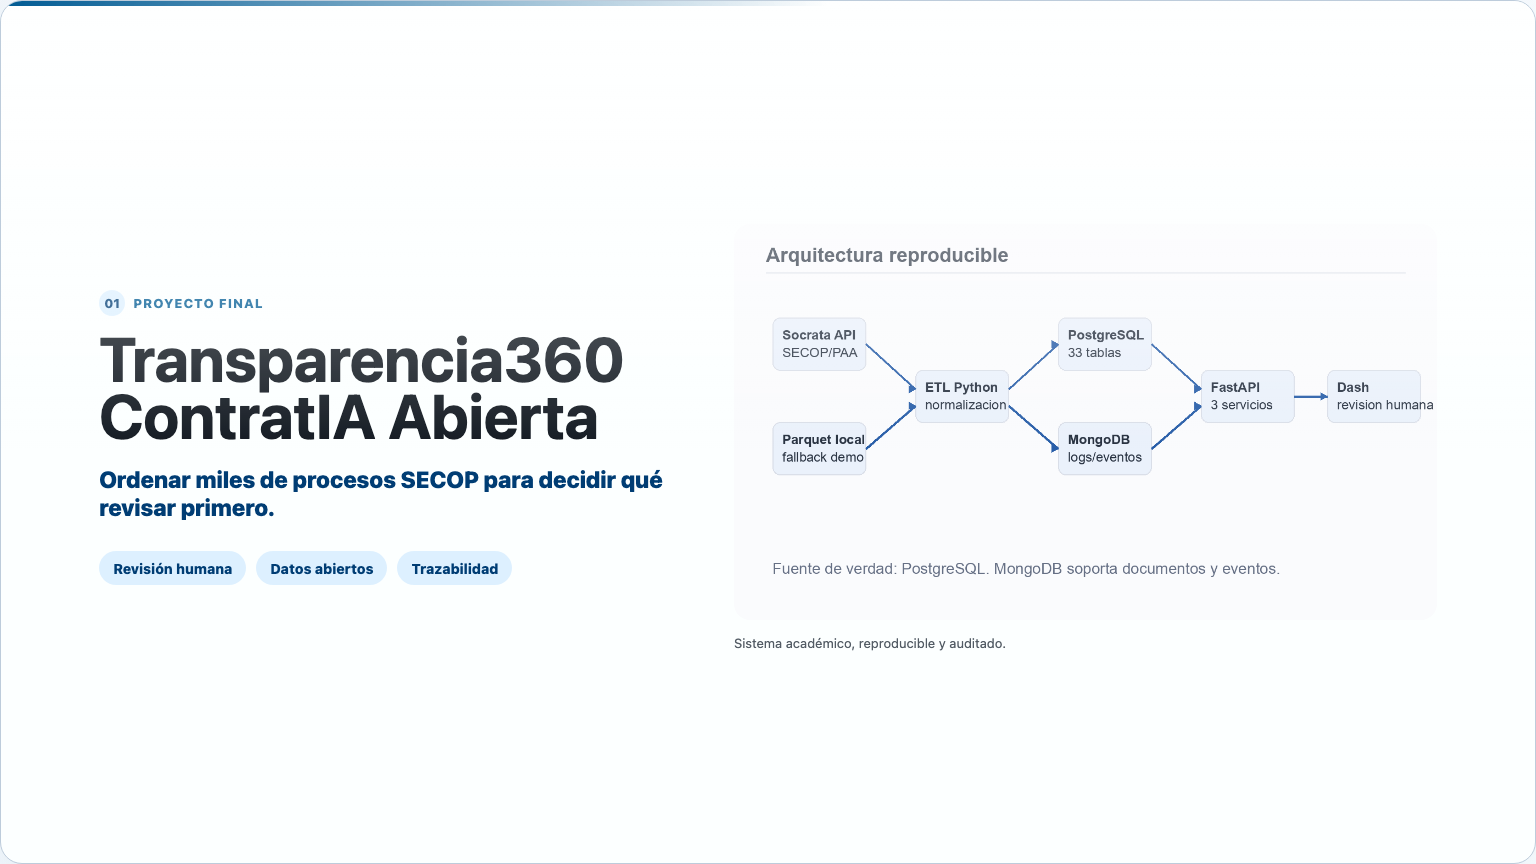 01 PROYECTO FINAL
Transparencia360
ContratIA Abierta
Ordenar miles de procesos SECOP para decidir qué
revisar primero.
Revisión humana
Datos abiertos
Trazabilidad
Arquitectura reproducible
Socrata API
SECOP/PAA
Parquet local
fallback demo
ETL Python
normalizacion
PostgreSQL
33 tablas
MongoDB
logs/eventos
FastAPI
3 servicios
Dash
revision humana
Fuente de verdad: PostgreSQL. MongoDB soporta documentos y eventos.
Sistema académico, reproducible y auditado.